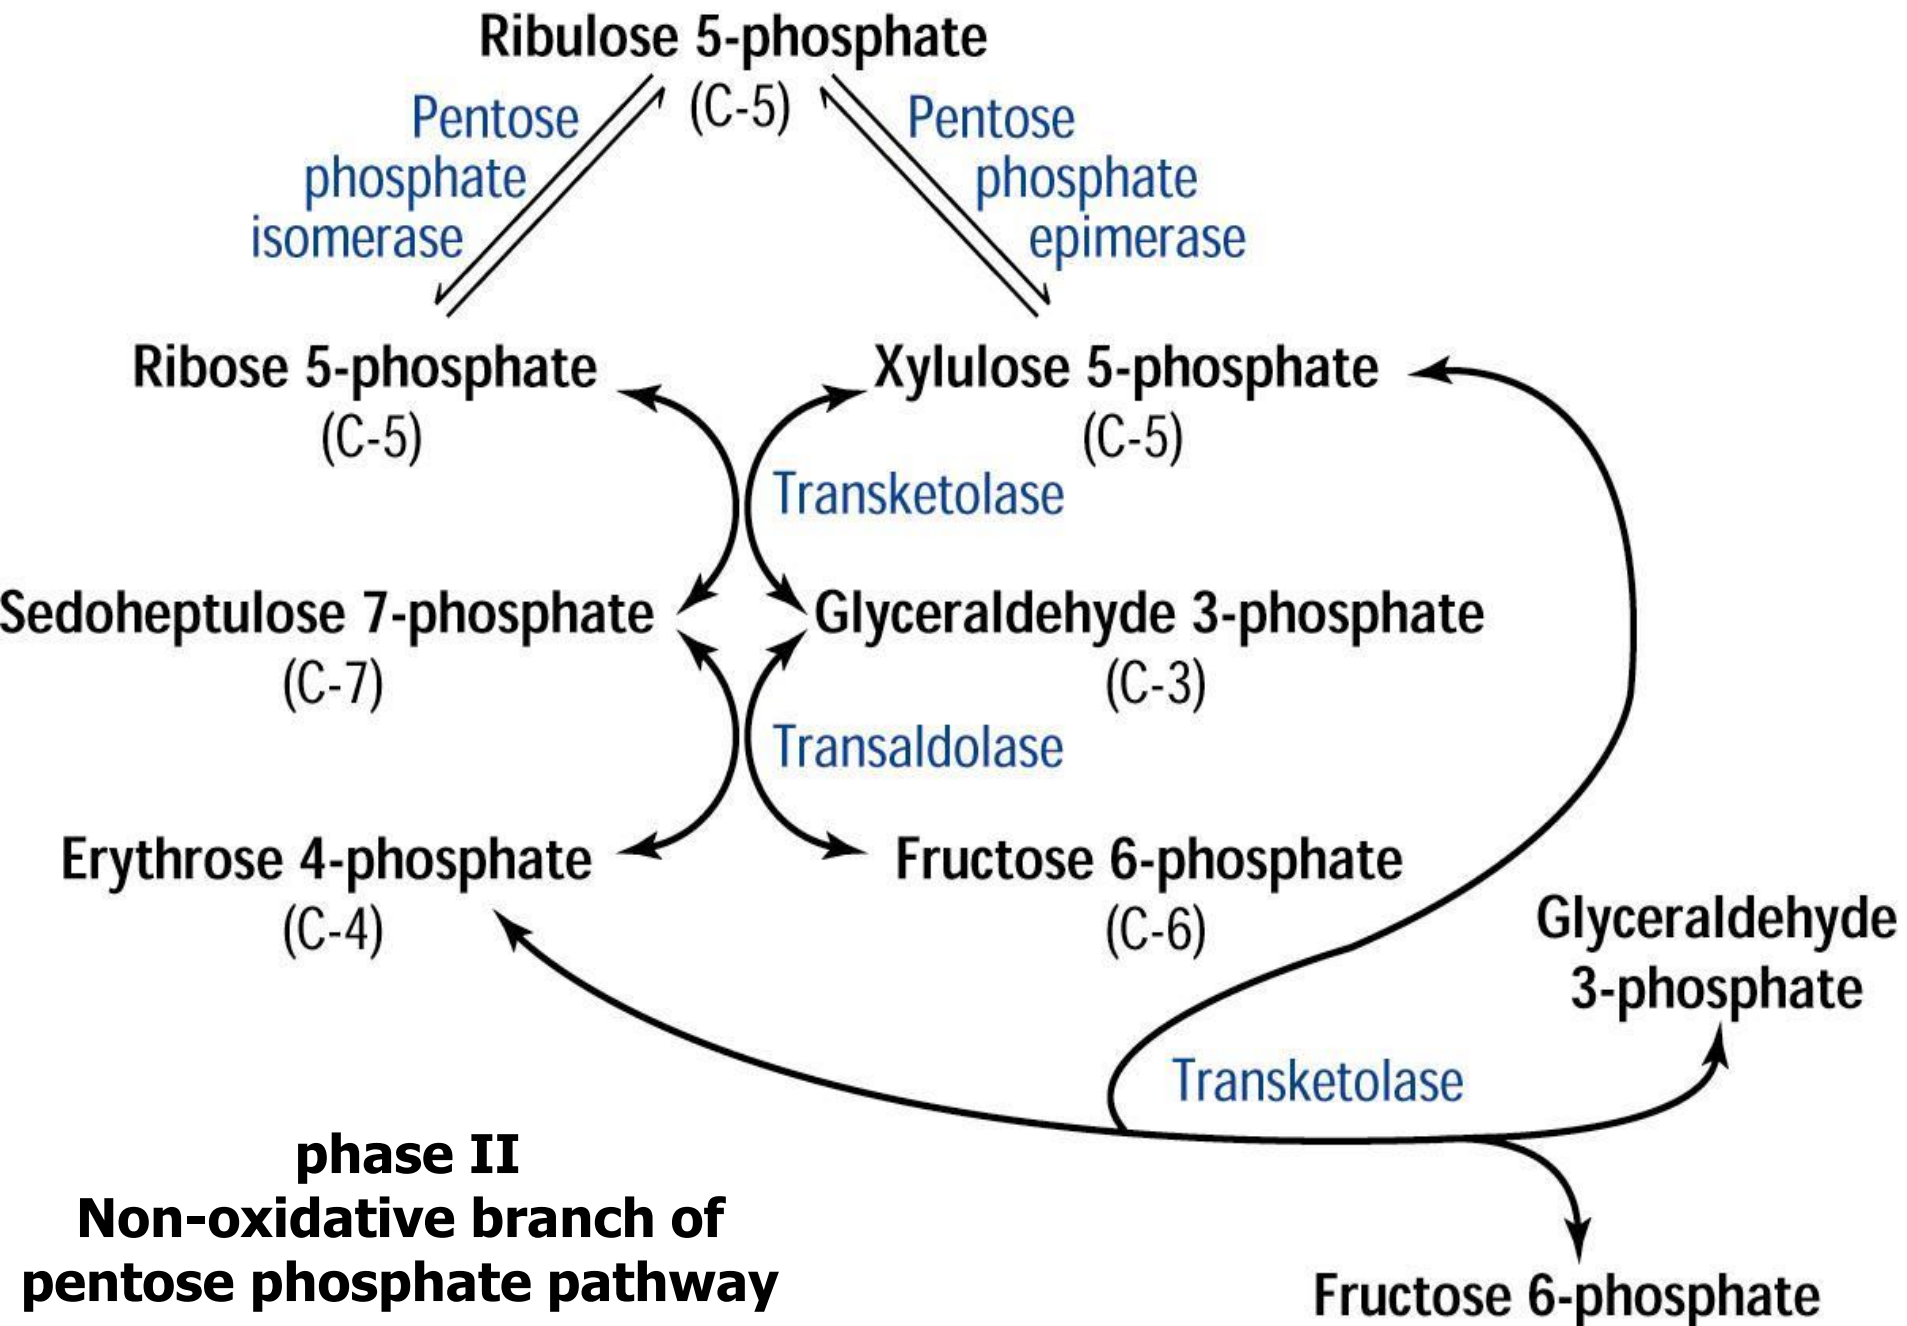 Ribulose 5-phosphate
(C-5)
Pentose
phosphate
isomerase
Pentose
phosphate
epimerase
Ribose 5-phosphate
(C-5)
Xylulose 5-phosphate
(C-5)
Transketolase
Sedoheptulose 7-phosphate
(C-7)
Glyceraldehyde 3-phosphate
(C-3)
Transaldolase
Erythrose 4-phosphate
(C-4)
Fructose 6-phosphate
(C-6)
Glyceraldehyde
3-phosphate
Transketolase
Fructose 6-phosphate
phase II
Non-oxidative branch of
pentose phosphate pathway